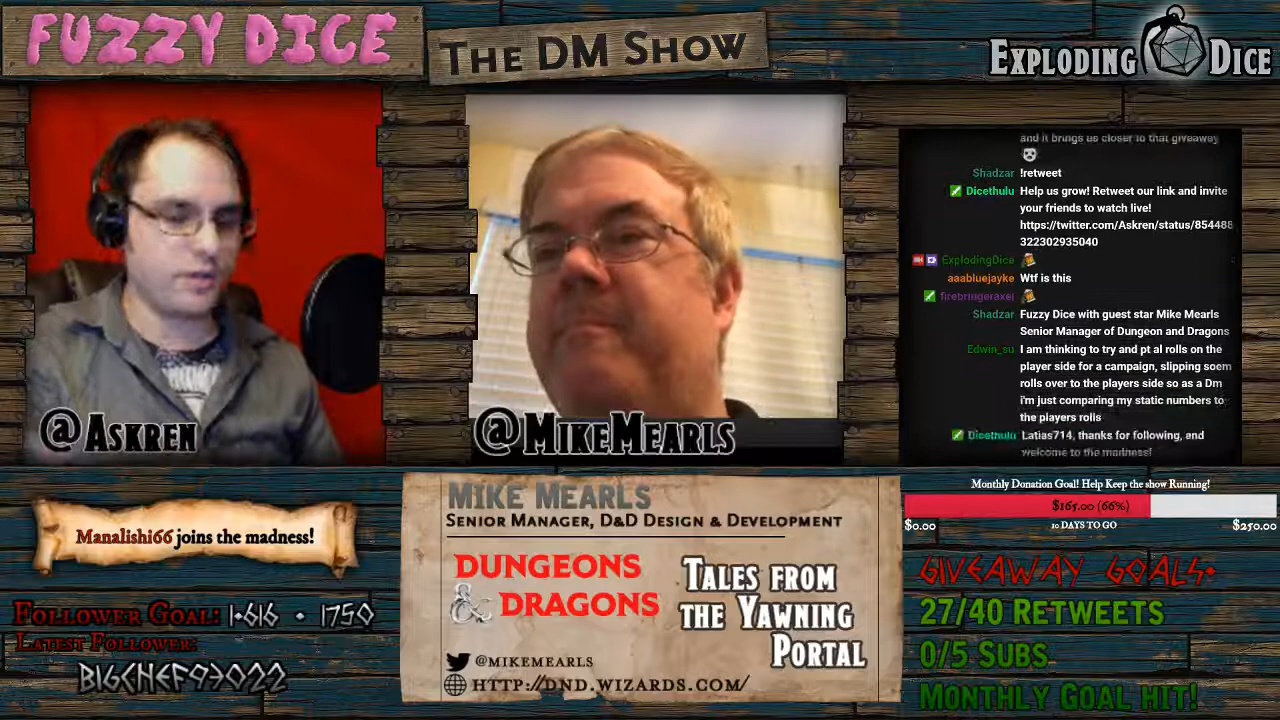 FUZZY DICE
THE DM SHOW
EXPLODING DICE
and it brings us closer to that giveaway
Shadzar !retweet
Dicethulu Help us grow! Retweet our link and invite
your friends to watch live!
https://twitter.com/Askren/status/854488
322302935040
ExplodingDice
aaabluejayke Wtf is this
firebringeraxel
Shadzar Fuzzy Dice with guest star Mike Mearls
Senior Manager of Dungeon and Dragons
Edwin_su I am thinking to try and pt al rolls on the
player side for a campaign, slipping soem
rolls over to the players side so as a Dm
i'm just comparing my static numbers to
the players rolls
Dicethulu Latias714, thanks for following, and
welcome to the madness!
@ASKREN
@MIKEMEARLS
Manalishi66 joins the madness!
FOLLOWER GOAL: 1,616 • 1750
LATEST FOLLOWER:
BIGCHEF93022
MIKE MEARLS
SENIOR MANAGER, D&D DESIGN & DEVELOPMENT
DUNGEONS
& DRAGONS
TALES FROM
THE YAWNING
PORTAL
@MIKEMEARLS
HTTP://DND.WIZARDS.COM/
Monthly Donation Goal! Help Keep the show Running!
$165.00 (66%)
$0.00 10 DAYS TO GO $250.00
GIVEAWAY GOALS:
27/40 RETWEETS
0/5 SUBS
MONTHLY GOAL HIT!